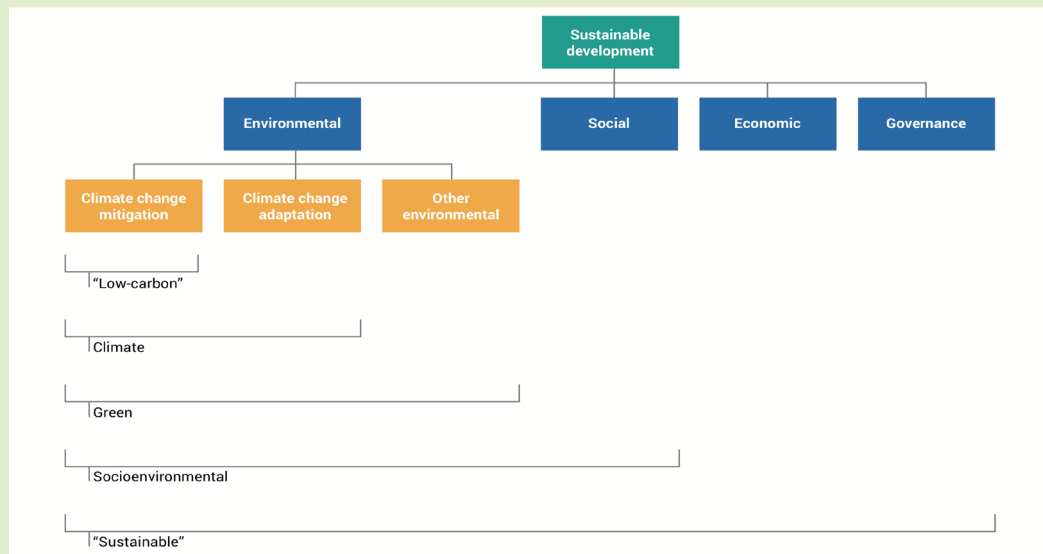 Sustainable
development
Environmental
Social
Economic
Governance
Climate change
mitigation
Climate change
adaptation
Other
environmental
“Low-carbon”
Climate
Green
Socioenvironmental
“Sustainable”